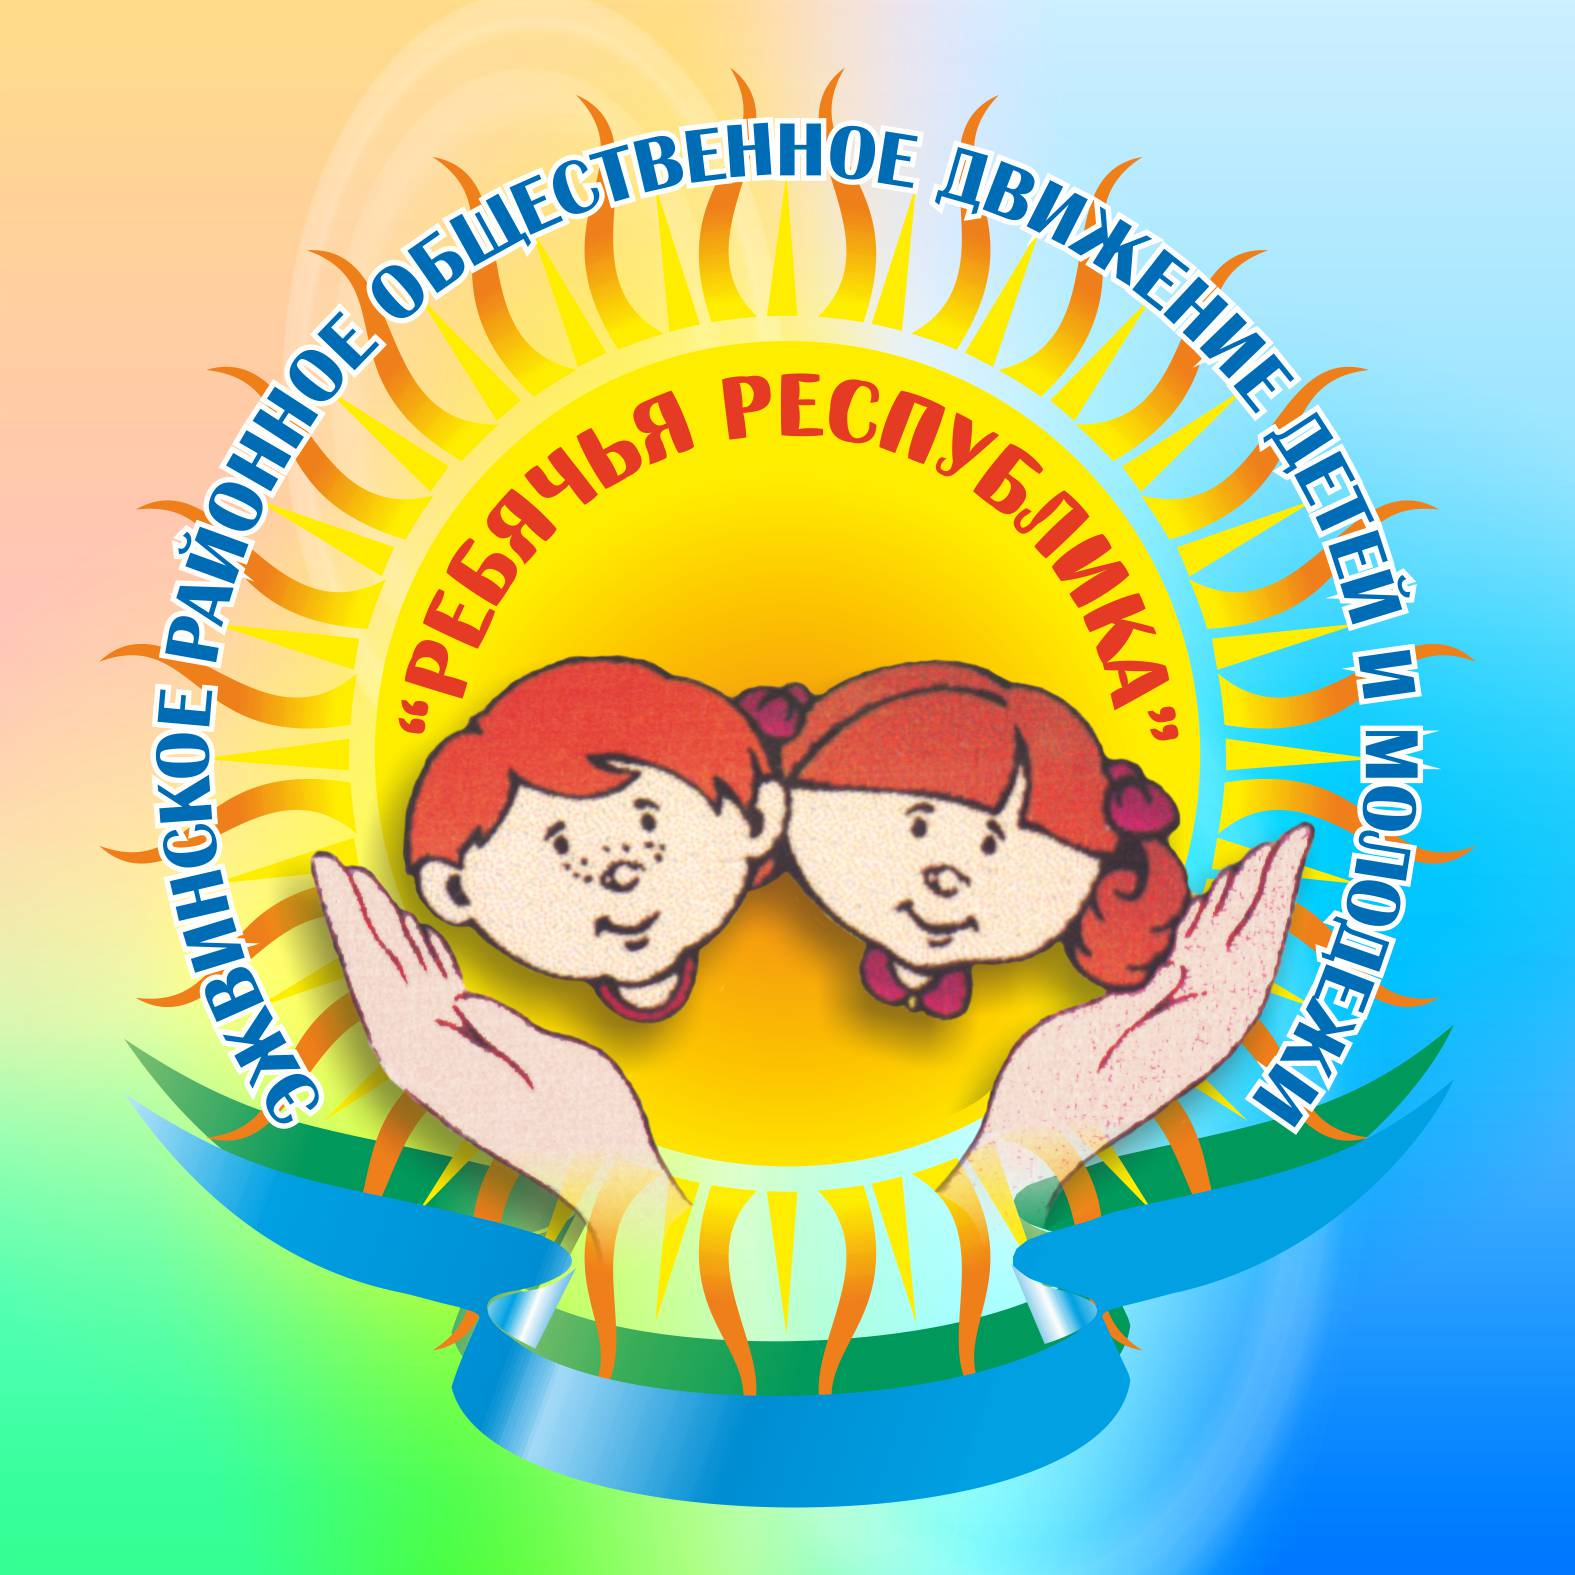 ЭЖВИНСКОЕ РАЙОННОЕ ОБЩЕСТВЕННОЕ ДВИЖЕНИЕ ДЕТЕЙ И МОЛОДЕЖИ
“РЕБЯЧЬЯ РЕСПУБЛИКА”